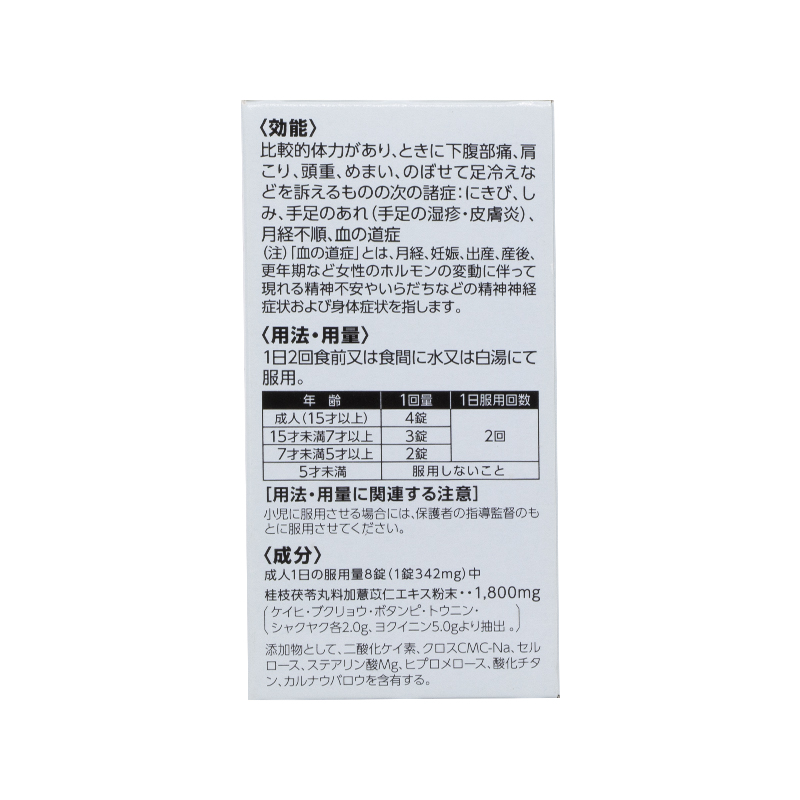 〈効能〉
比較的体力があり、ときに下腹部痛、肩
こり、頭重、めまい、のぼせて足冷えな
どを訴えるものの次の諸症：にきび、し
み、手足のあれ（手足の湿疹・皮膚炎）、
月経不順、血の道症
（注）「血の道症」とは、月経、妊娠、出産、産後、
更年期など女性のホルモンの変動に伴って
現れる精神不安やいらだちなどの精神神経
症状および身体症状を指します。
〈用法・用量〉
1日2回食前又は食間に水又は白湯にて
服用。
年 齢 1回量 1日服用回数
成人（15才以上） 4錠
15才未満7才以上 3錠 2回
7才未満5才以上 2錠
5才未満 服用しないこと
［用法・用量に関連する注意］
小児に服用させる場合には、保護者の指導監督のも
とに服用させてください。
〈成分〉
成人1日の服用量8錠（1錠342mg）中
桂枝茯苓丸料加薏苡仁エキス粉末・・1,800mg
（ケイヒ・ブクリョウ・ボタンピ・トウニン・
シャクヤク各2.0g、ヨクイニン5.0gより抽出。）
添加物として、二酸化ケイ素、クロスCMC-Na、セル
ロース、ステアリン酸Mg、ヒプロメロース、酸化チタ
ン、カルナウバロウを含有する。